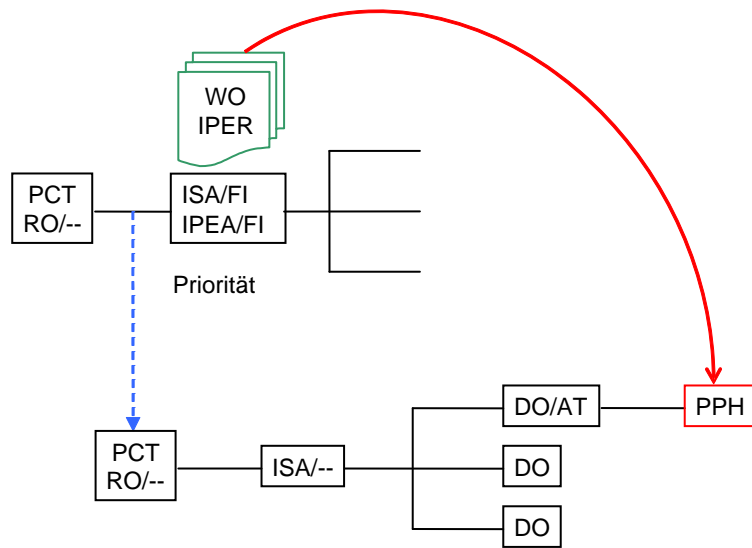 WO
IPER
PCT
RO/--
ISA/FI
IPEA/FI
Priorität
DO/AT
PPH
PCT
RO/--
ISA/--
DO
DO